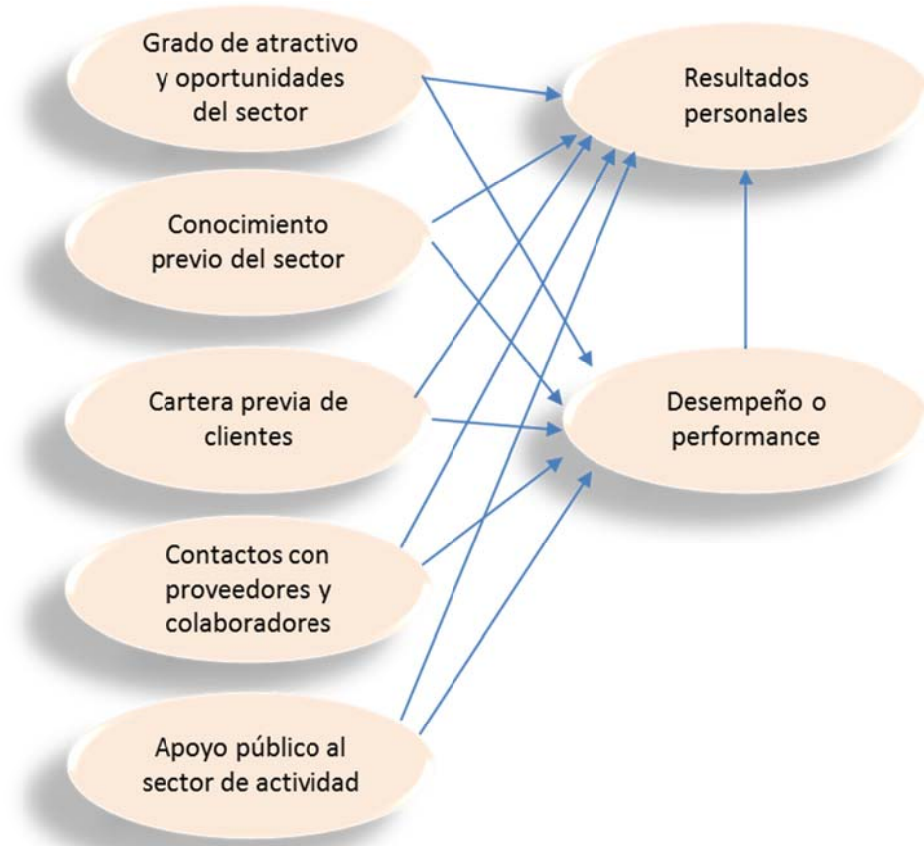 Grado de atractivo
y oportunidades
del sector
Resultados
personales
Conocimiento
previo del sector
Cartera previa de
clientes
Desempeño o
performance
Contactos con
proveedores y
colaboradores
Apoyo público al
sector de actividad